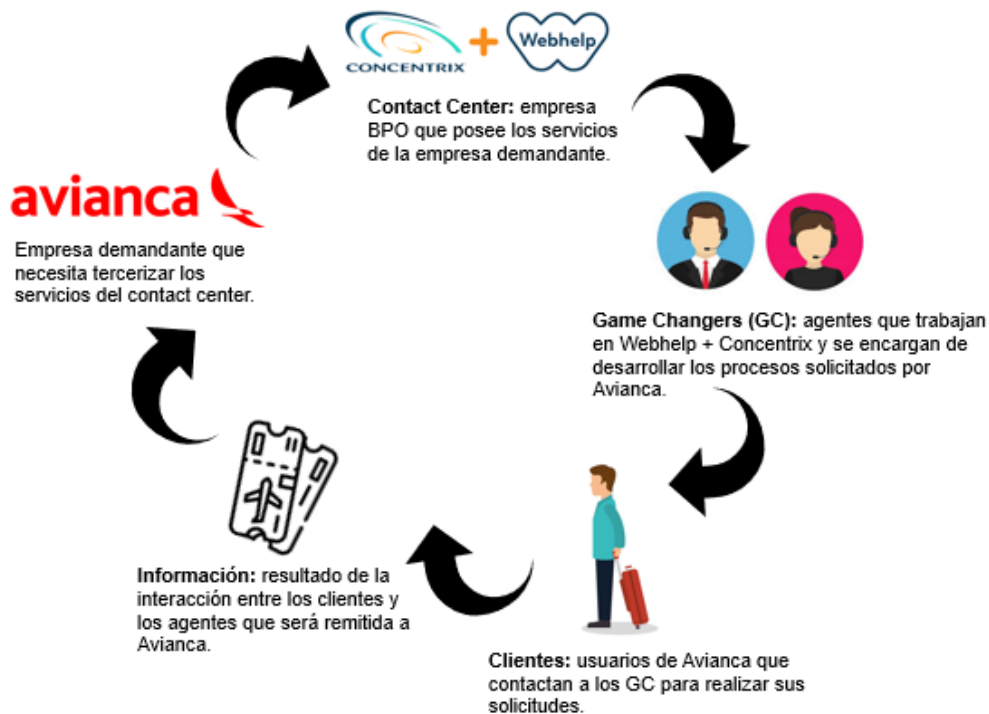 CONCENTRIX
+
Webhelp
Contact Center: empresa
BPO que posee los servicios
de la empresa demandante.
Game Changers (GC): agentes que trabajan
en Webhelp + Concentrix y se encargan de
desarrollar los procesos solicitados por
Avianca.
Clientes: usuarios de Avianca que
contactan a los GC para realizar sus
solicitudes.
Información: resultado de la
interacción entre los clientes y
los agentes que será remitida a
Avianca.
avianca
Empresa demandante que
necesita tercerizar los
servicios del contact center.